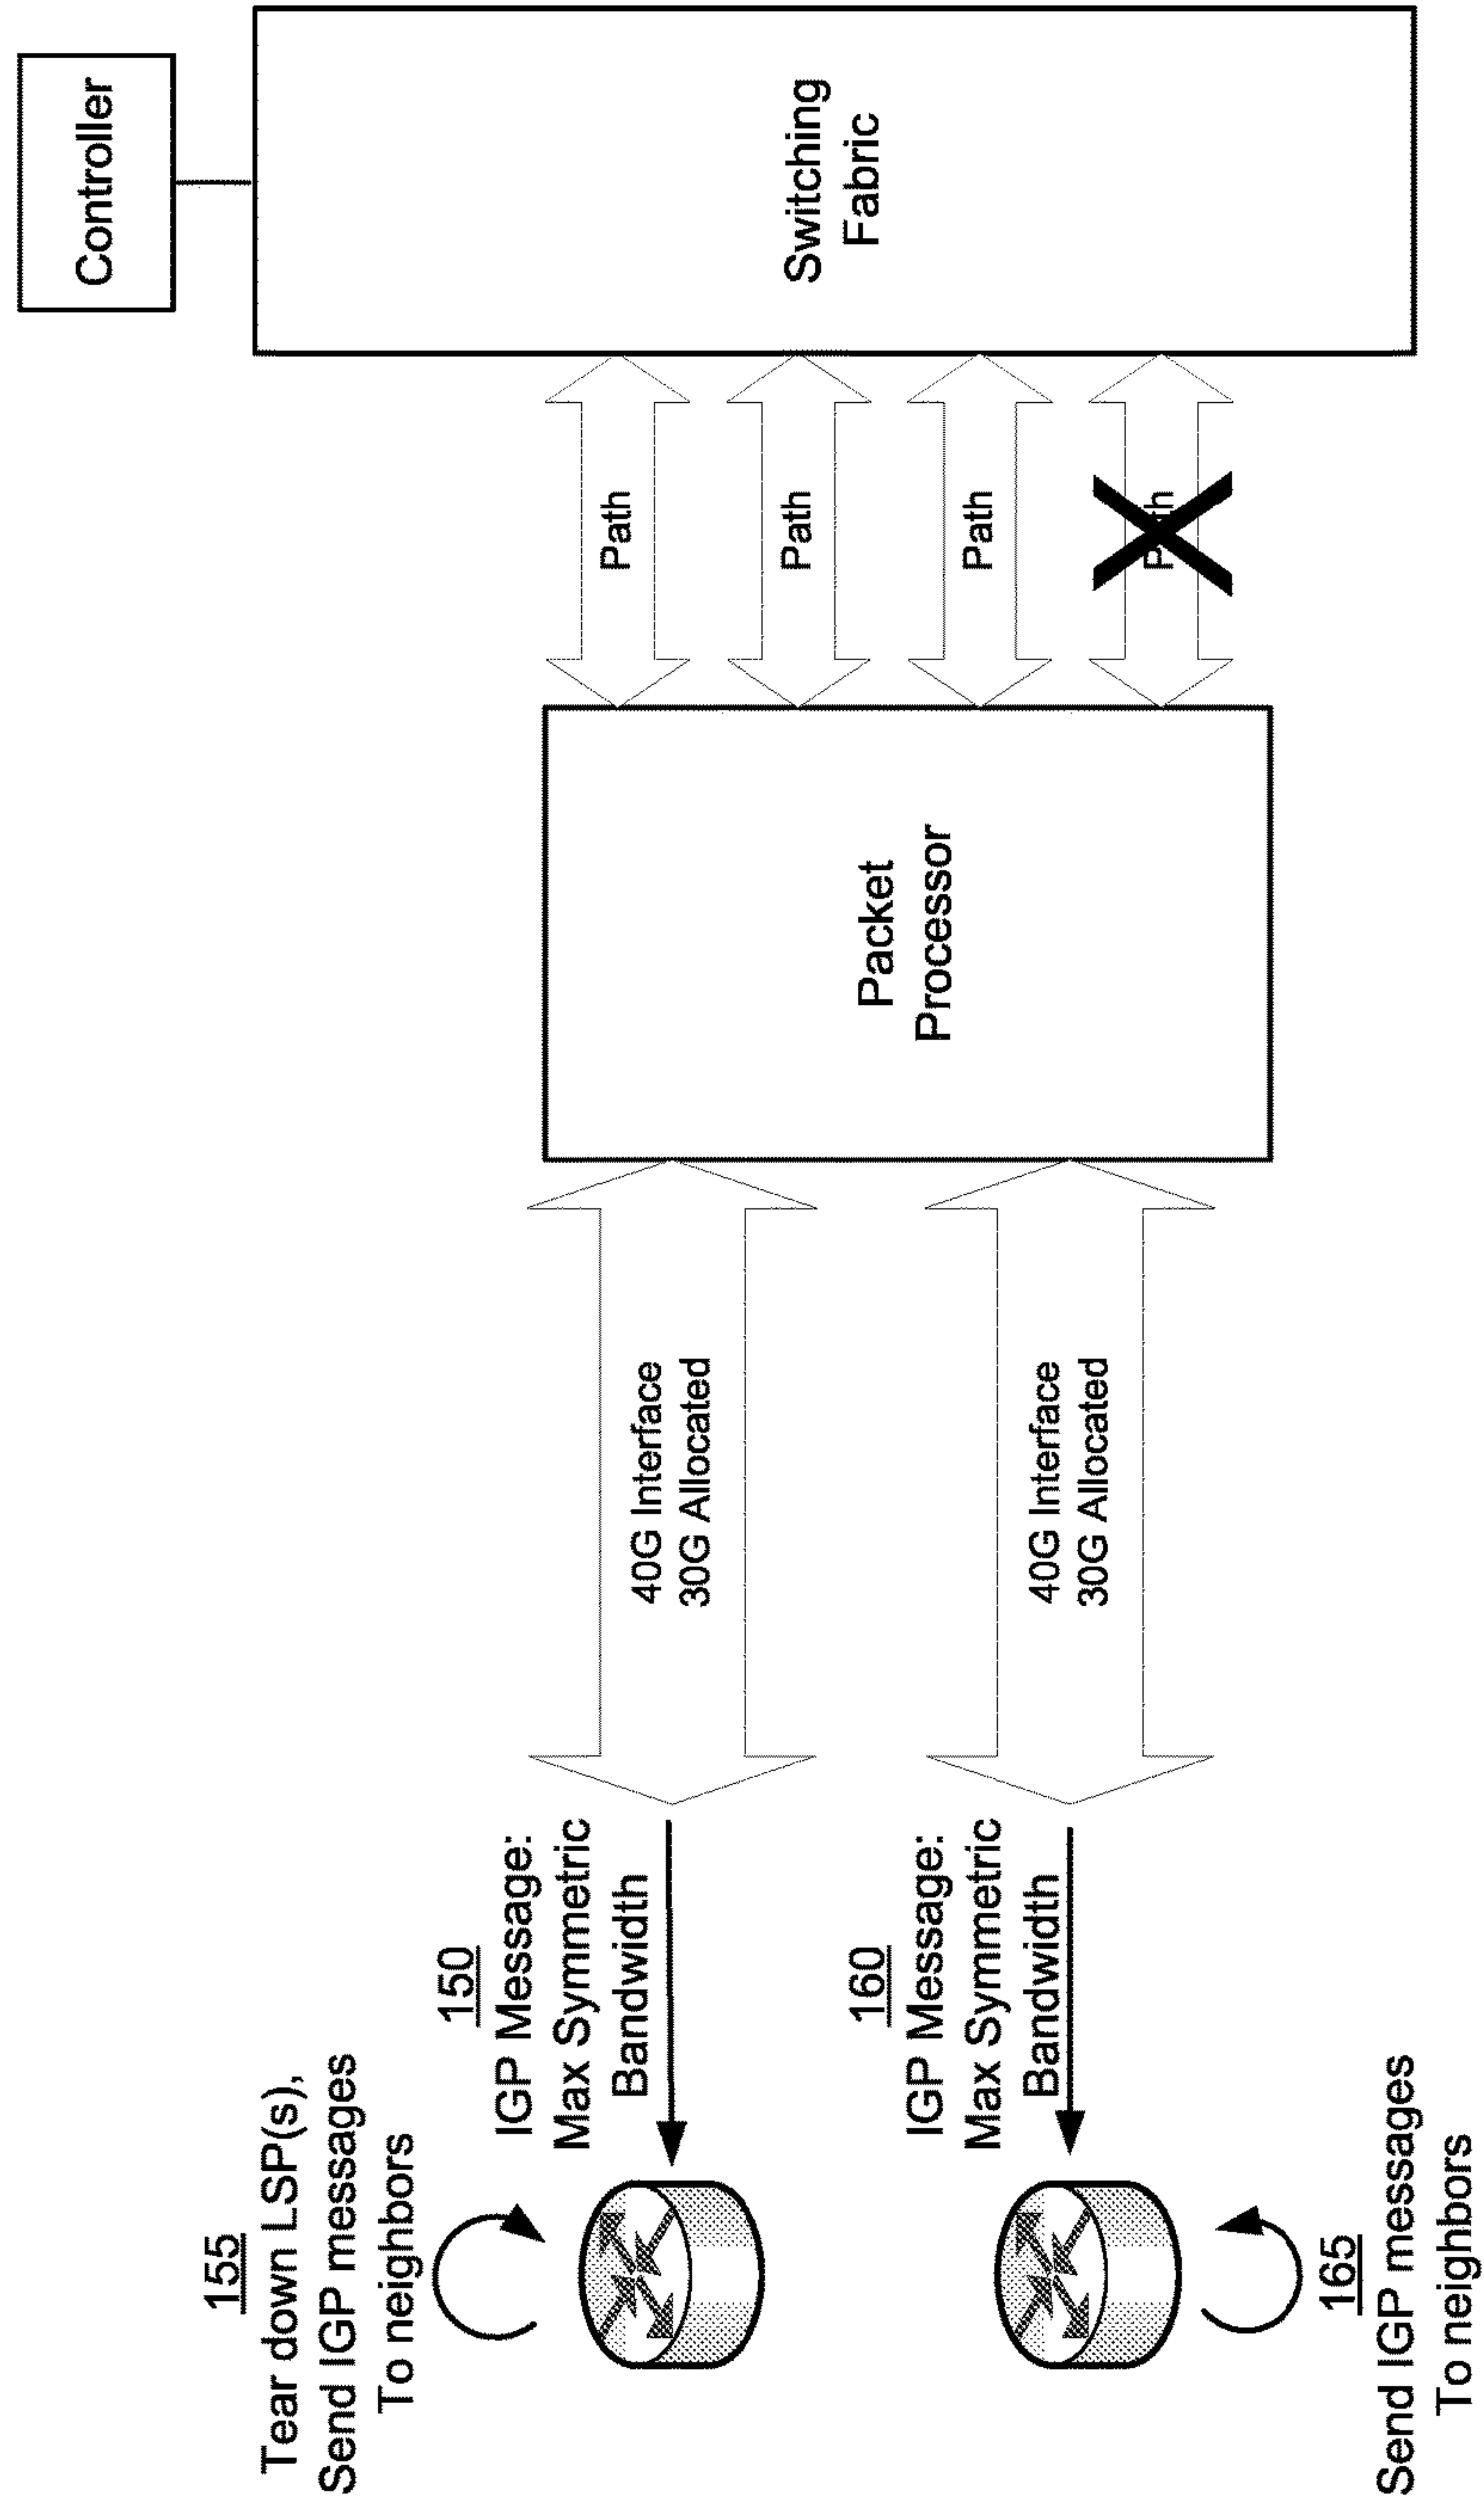 Controller
155
Tear down LSP(s),
Send IGP messages
To neighbors
150
IGP Message:
Max Symmetric
Bandwidth
40G Interface
30G Allocated
160
IGP Message:
Max Symmetric
Bandwidth
40G Interface
30G Allocated
165
Send IGP messages
To neighbors
Packet
Processor
Path
Path
Path
Path
Switching
Fabric